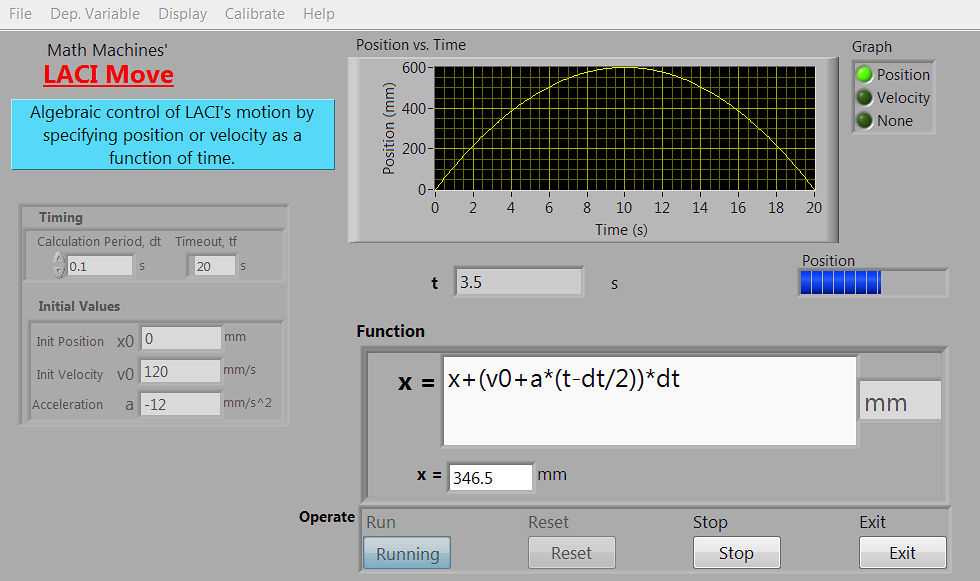 File Dep. Variable Display Calibrate Help
Math Machines'
LACI Move
Algebraic control of LACI's motion by
specifying position or velocity as a
function of time.
Timing
Calculation Period, dt Timeout, tf
0.1 s 20 s
Initial Values
Init Position x0 0 mm
Init Velocity v0 120 mm/s
Acceleration a -12 mm/s^2
Position vs. Time
Position (mm)
600
400
200
0
0 2 4 6 8 10 12 14 16 18 20
Time (s)
Graph
Position
Velocity
None
t 3.5 s
Position
Function
x = x+(v0+a*(t-dt/2))*dt mm
x = 346.5 mm
Operate
Run Reset Stop Exit
Running Reset Stop Exit